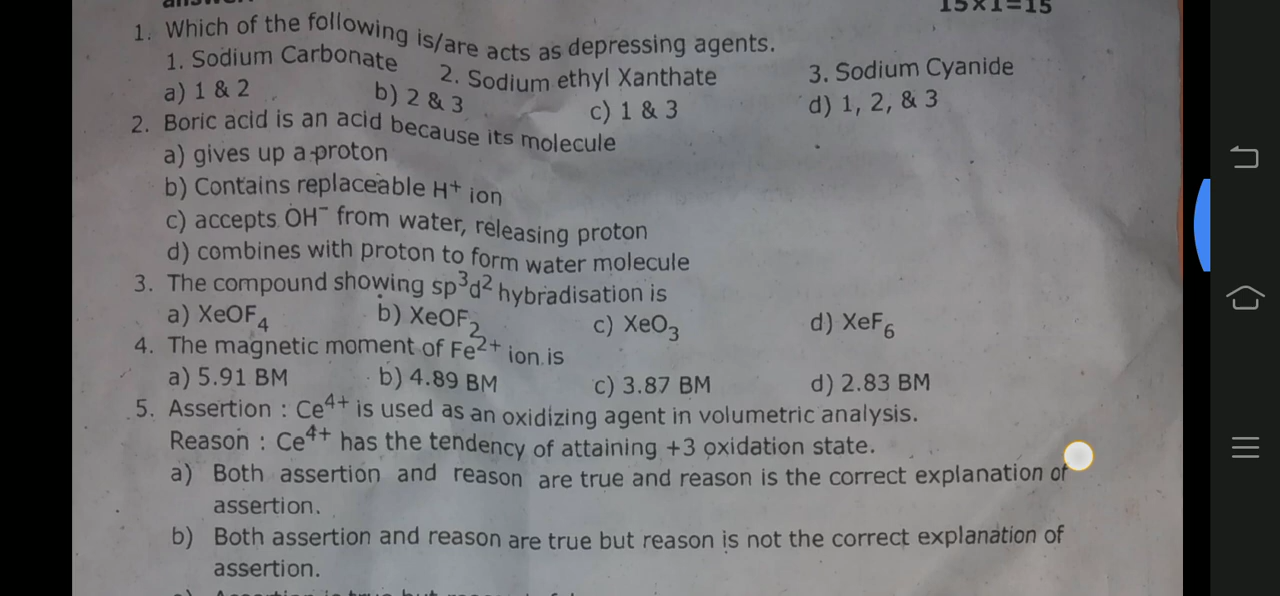 15x1=15
1. Which of the following is/are acts as depressing agents.
1. Sodium Carbonate 2. Sodium ethyl Xanthate 3. Sodium Cyanide
a) 1 & 2 b) 2 & 3 c) 1 & 3 d) 1, 2, & 3
2. Boric acid is an acid because its molecule
a) gives up a proton
b) Contains replaceable H⁺ ion
c) accepts OH⁻ from water, releasing proton
d) combines with proton to form water molecule
3. The compound showing sp³d² hybradisation is
a) XeOF₄ b) XeOF₂ c) XeO₃ d) XeF₆
4. The magnetic moment of Fe²⁺ ion is
a) 5.91 BM b) 4.89 BM c) 3.87 BM d) 2.83 BM
5. Assertion : Ce⁴⁺ is used as an oxidizing agent in volumetric analysis.
Reason : Ce⁴⁺ has the tendency of attaining +3 oxidation state.
a) Both assertion and reason are true and reason is the correct explanation of
assertion.
b) Both assertion and reason are true but reason is not the correct explanation of
assertion.